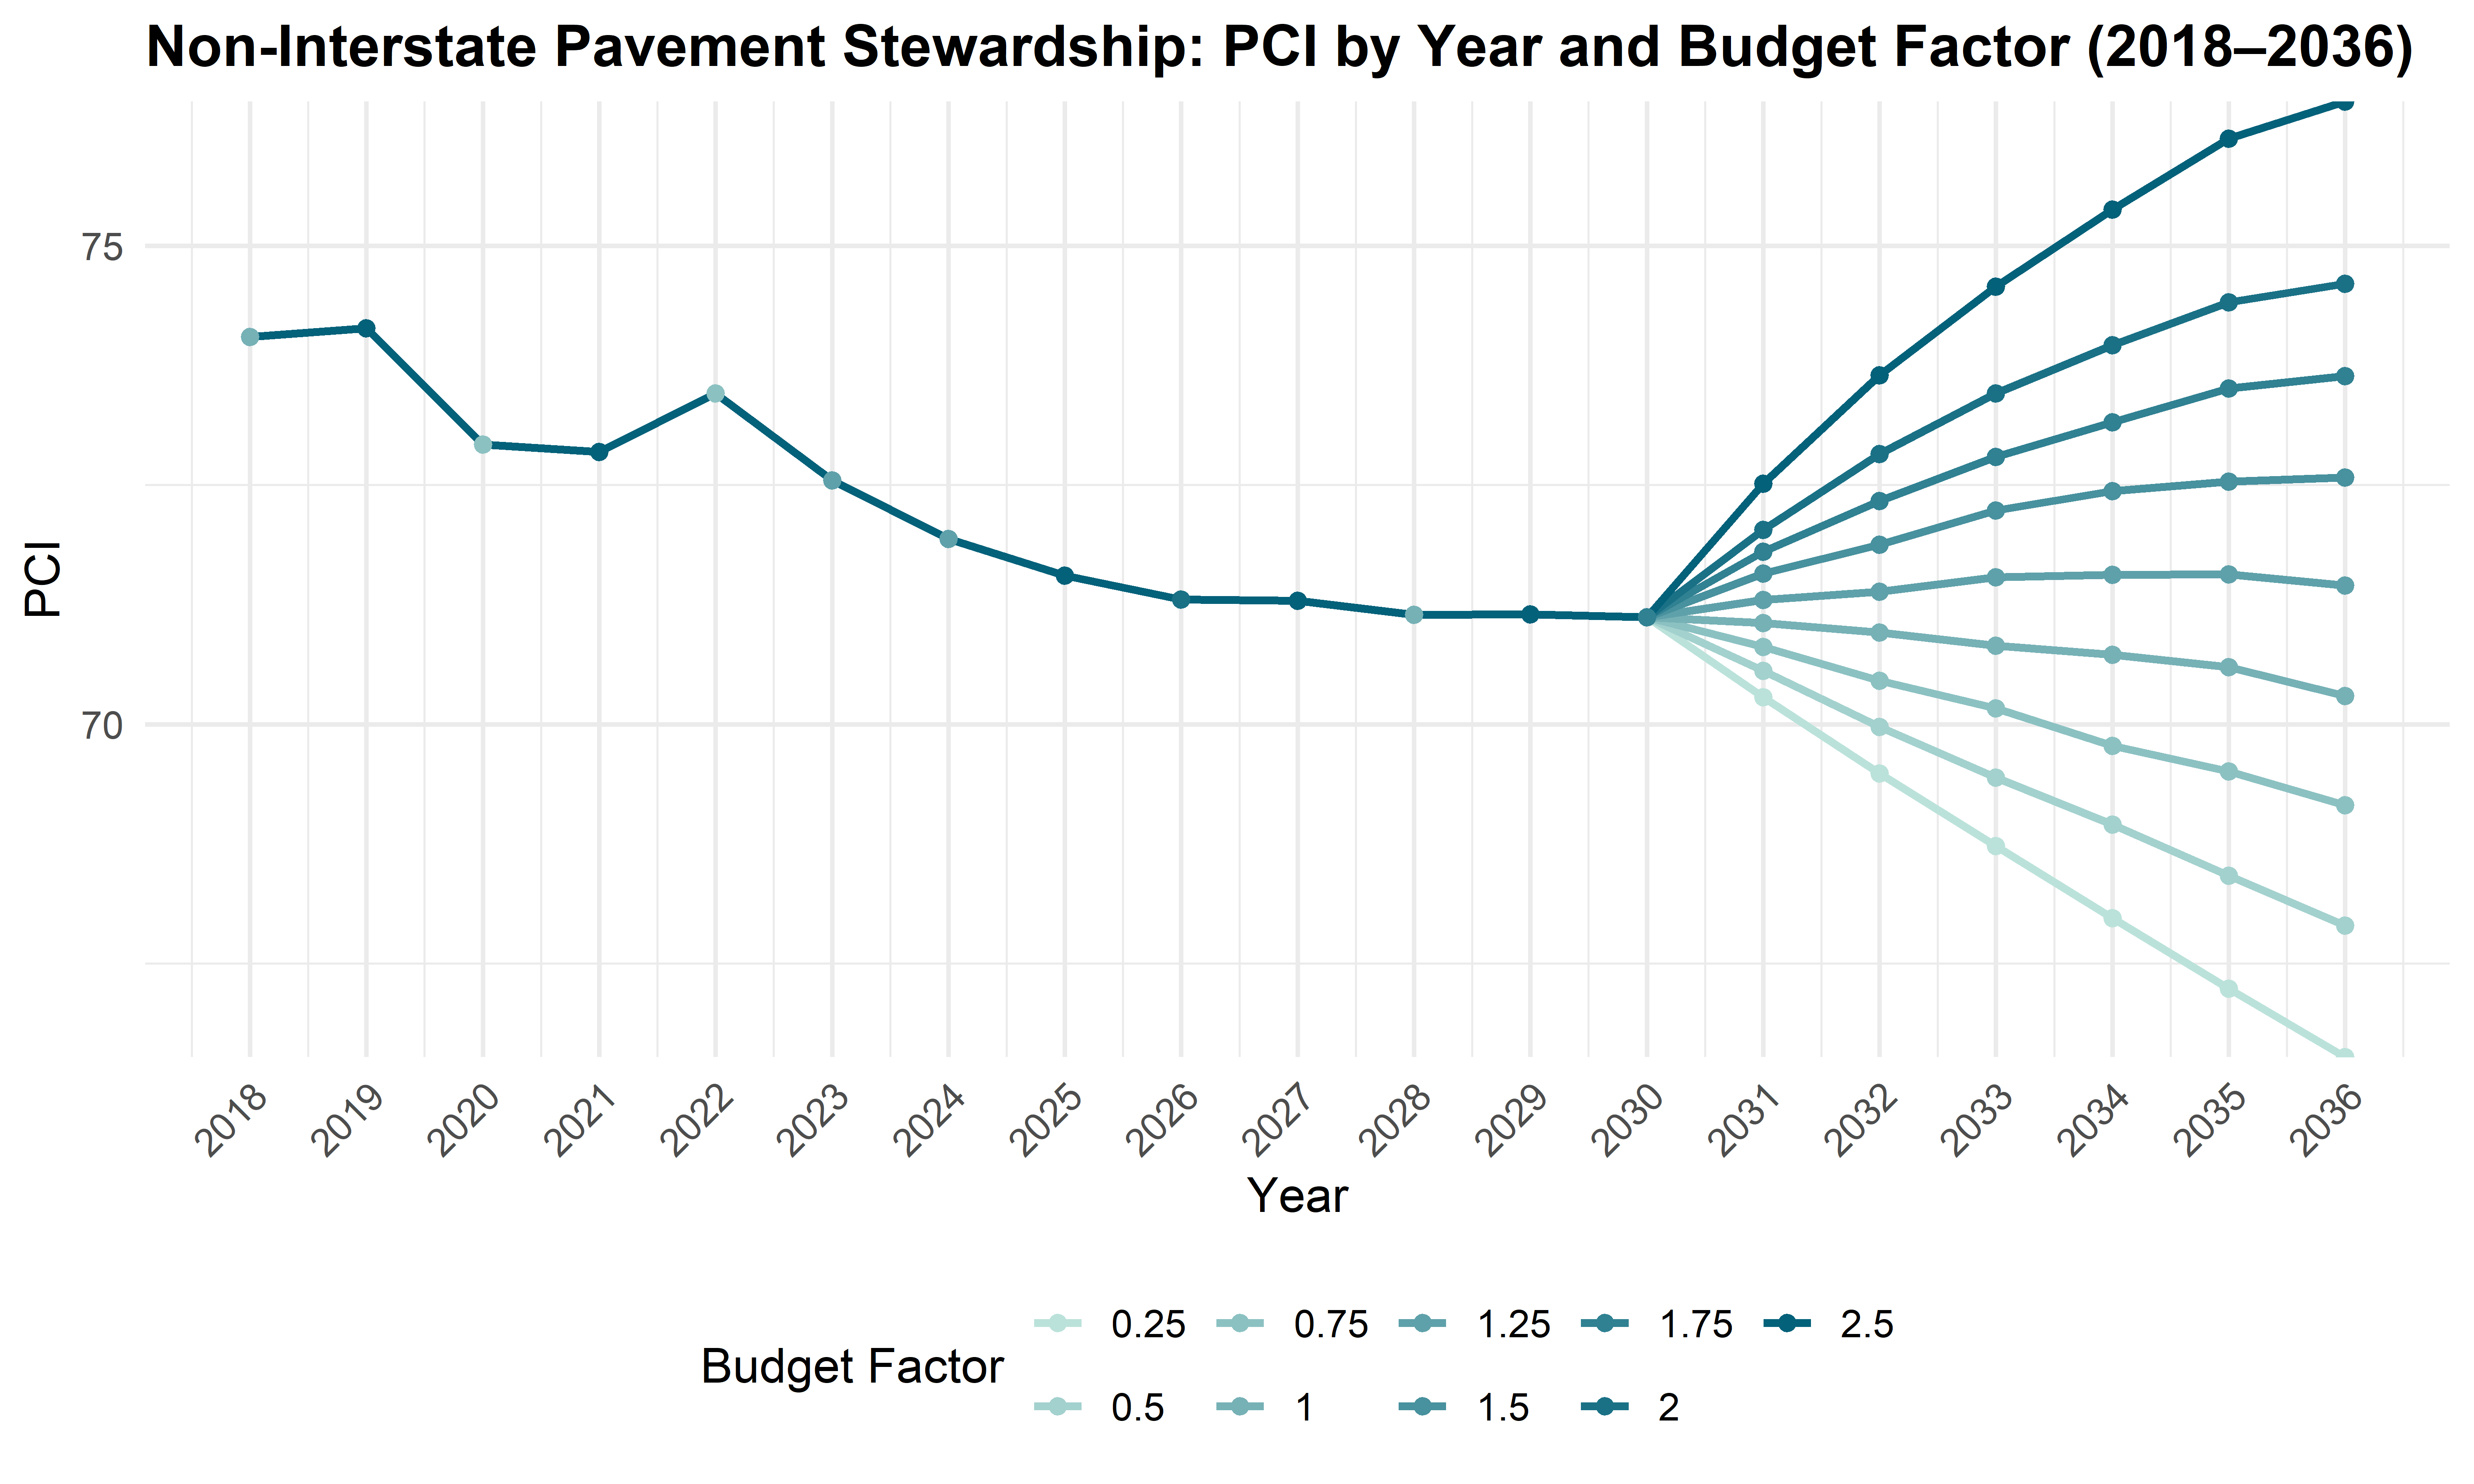 Non-Interstate Pavement Stewardship: PCI by Year and Budget Factor (2018–2036)
75
70
PCI
2018 2019 2020 2021 2022 2023 2024 2025 2026 2027 2028 2029 2030 2031 2032 2033 2034 2035 2036
Year
Budget Factor
0.25 0.75 1.25 1.75 2.5
0.5 1 1.5 2